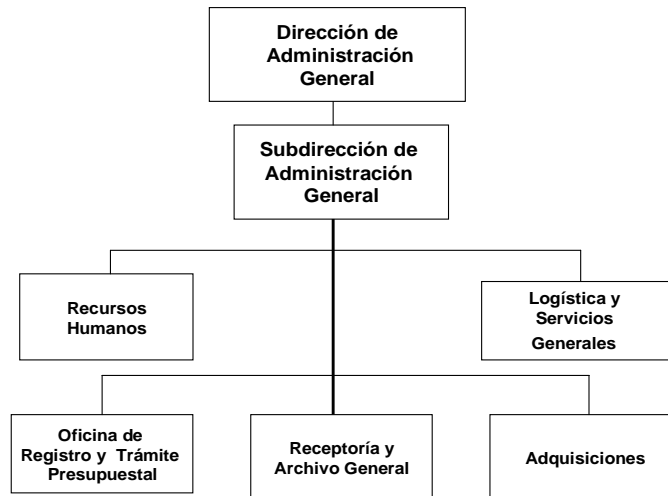 Dirección de
Administración
General
Subdirección de
Administración
General
Recursos
Humanos
Logística y
Servicios
Generales
Oficina de
Registro y Trámite
Presupuestal
Receptoría y
Archivo General
Adquisiciones